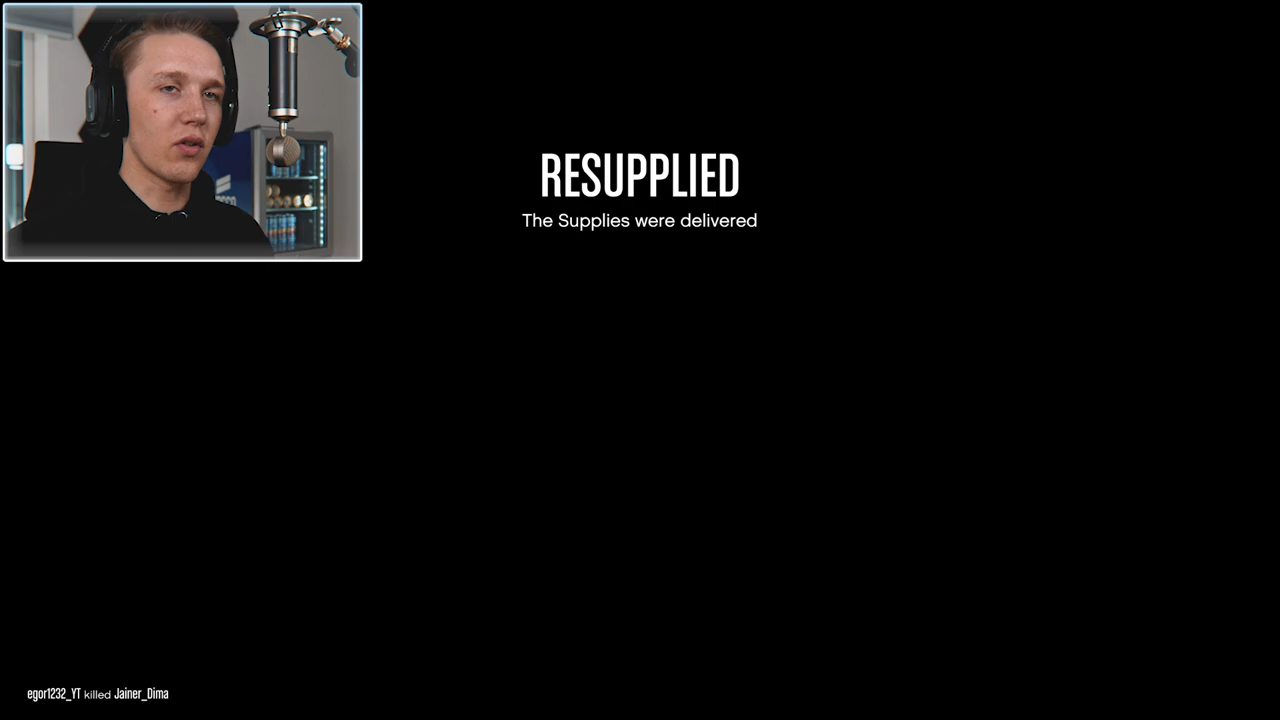 RESUPPLIED
The Supplies were delivered
egor1232_YT killed Jainer_Dima